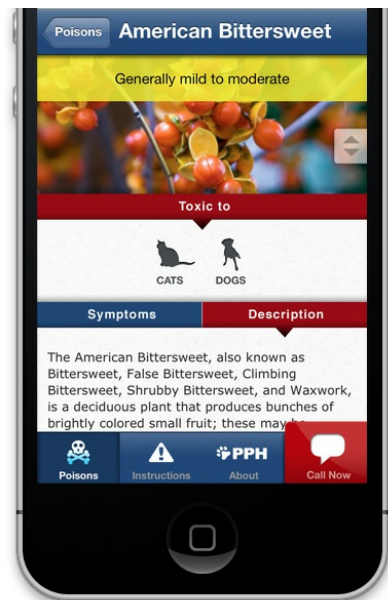 Poisons American Bittersweet
Generally mild to moderate
Toxic to
CATS DOGS
Symptoms Description
The American Bittersweet, also known as
Bittersweet, False Bittersweet, Climbing
Bittersweet, Shrubby Bittersweet, and Waxwork,
is a deciduous plant that produces bunches of
brightly colored small fruit; these may be
PPH
Poisons Instructions About Call Now